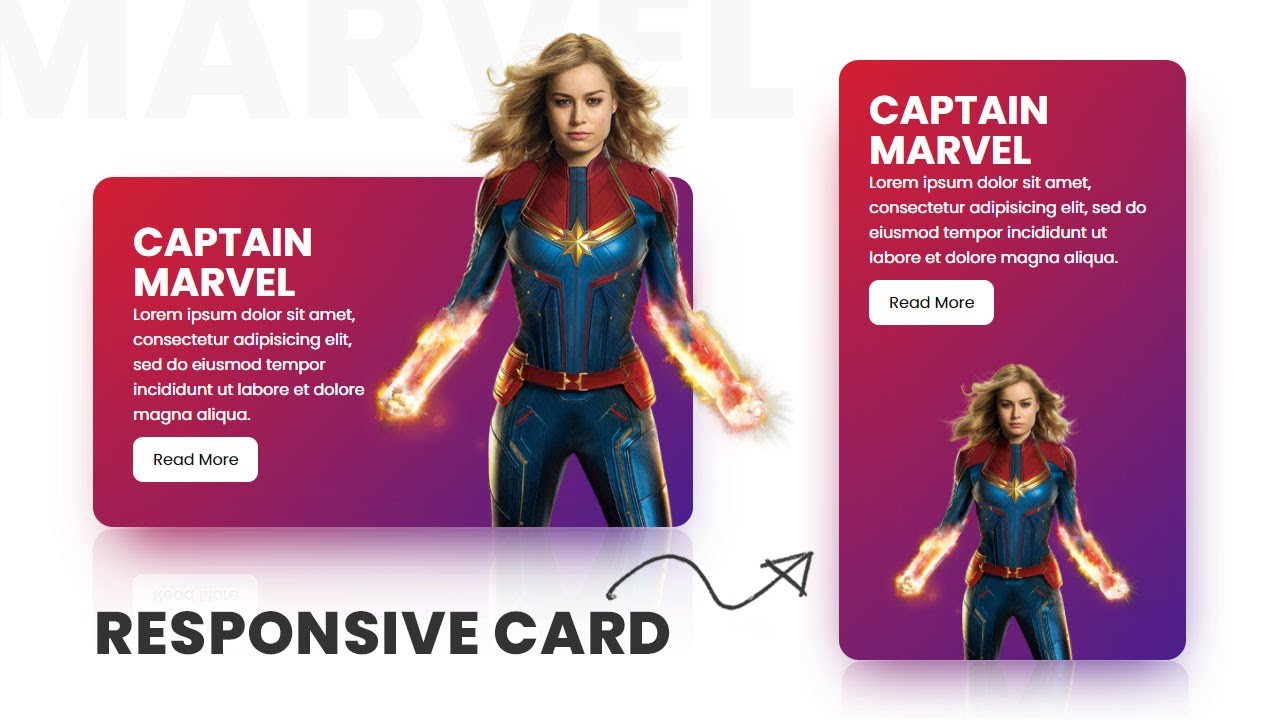 MARVEL
CAPTAIN
MARVEL
Lorem ipsum dolor sit amet,
consectetur adipisicing elit,
sed do eiusmod tempor
incididunt ut labore et dolore
magna aliqua.
Read More
Read More
RESPONSIVE CARD
CAPTAIN
MARVEL
Lorem ipsum dolor sit amet,
consectetur adipisicing elit, sed do
eiusmod tempor incididunt ut
labore et dolore magna aliqua.
Read More